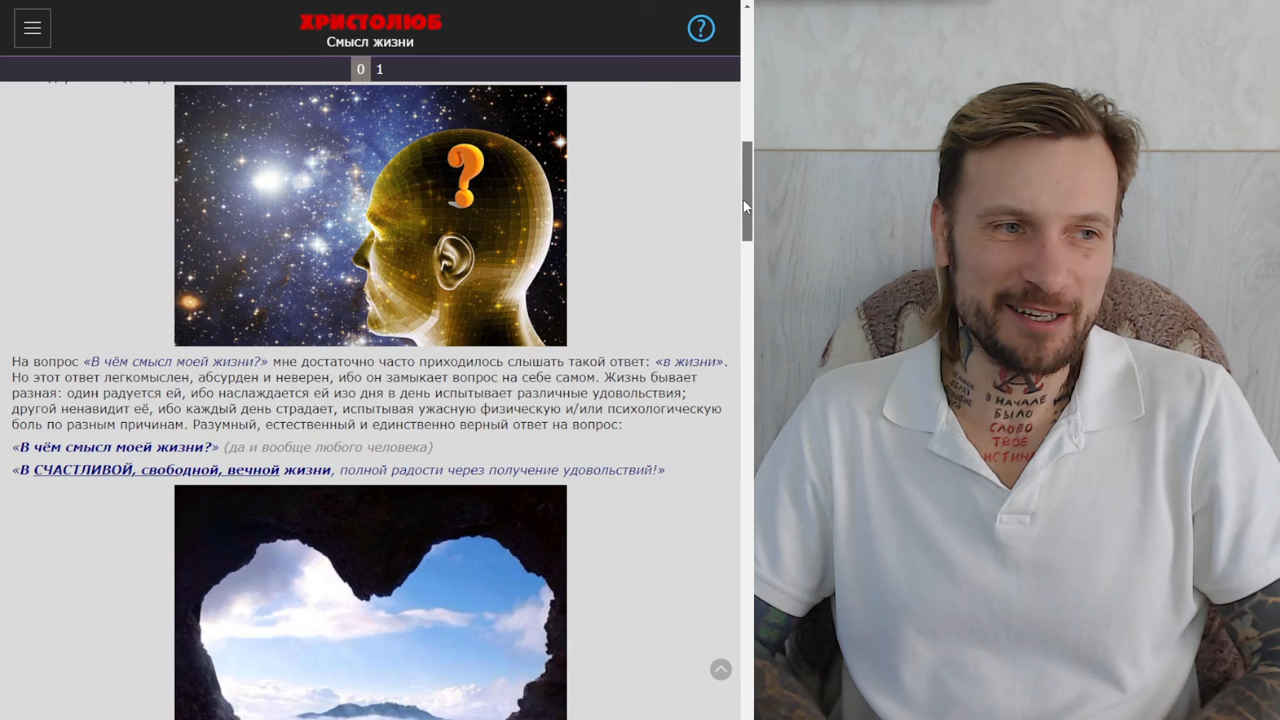 ХРИСТОЛЮБ
Смысл жизни
0 1
?
На вопрос «В чём смысл моей жизни?» мне достаточно часто приходилось слышать такой ответ: «в жизни».
Но этот ответ легкомыслен, абсурден и неверен, ибо он замыкает вопрос на себе самом. Жизнь бывает
разная: один радуется ей, ибо наслаждается ей изо дня в день испытывает различные удовольствия;
другой ненавидит её, ибо каждый день страдает, испытывая ужасную физическую и/или психологическую
боль по разным причинам. Разумный, естественный и единственно верный ответ на вопрос:
«В чём смысл моей жизни?» (да и вообще любого человека)
«В СЧАСТЛИВОЙ, свободной, вечной жизни, полной радости через получение удовольствий!»
В НАЧАЛЕ
БЫЛО
СЛОВО
ТВОЕ
ИСТИНА